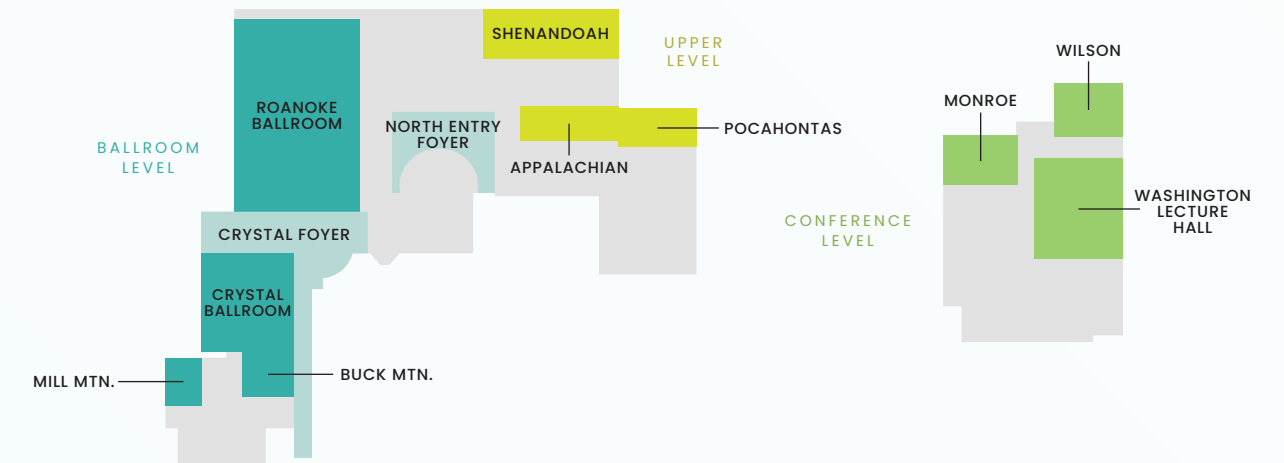 SHENANDOAH
UPPER
LEVEL
WILSON
MONROE
ROANOKE
BALLROOM
NORTH ENTRY
FOYER
POCAHONTAS
BALLROOM
LEVEL
APPALACHIAN
WASHINGTON
LECTURE
HALL
CONFERENCE
LEVEL
CRYSTAL FOYER
CRYSTAL
BALLROOM
MILL MTN.
BUCK MTN.